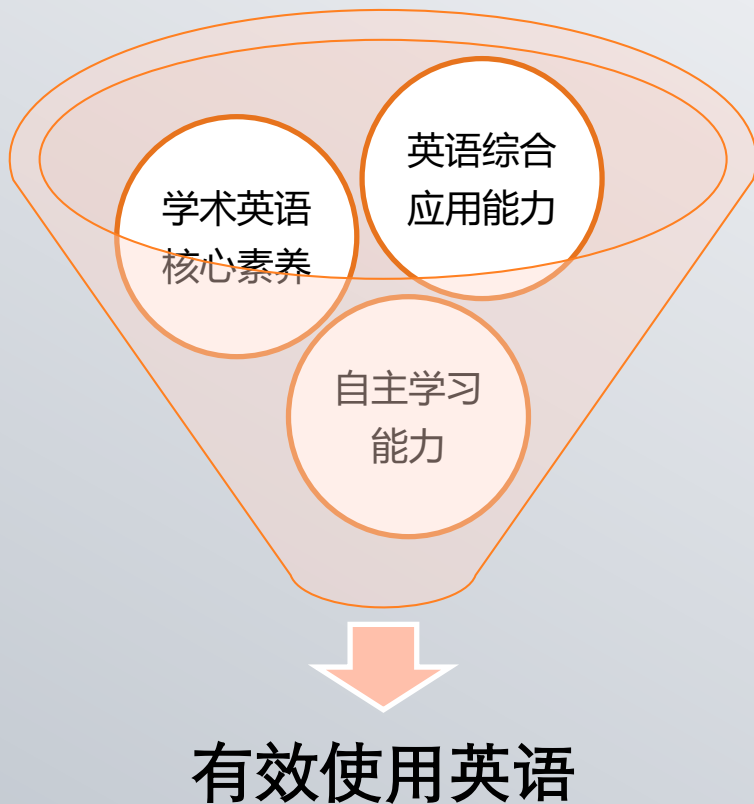 学术英语
核心素养
英语综合
应用能力
自主学习
能力
有效使用英语